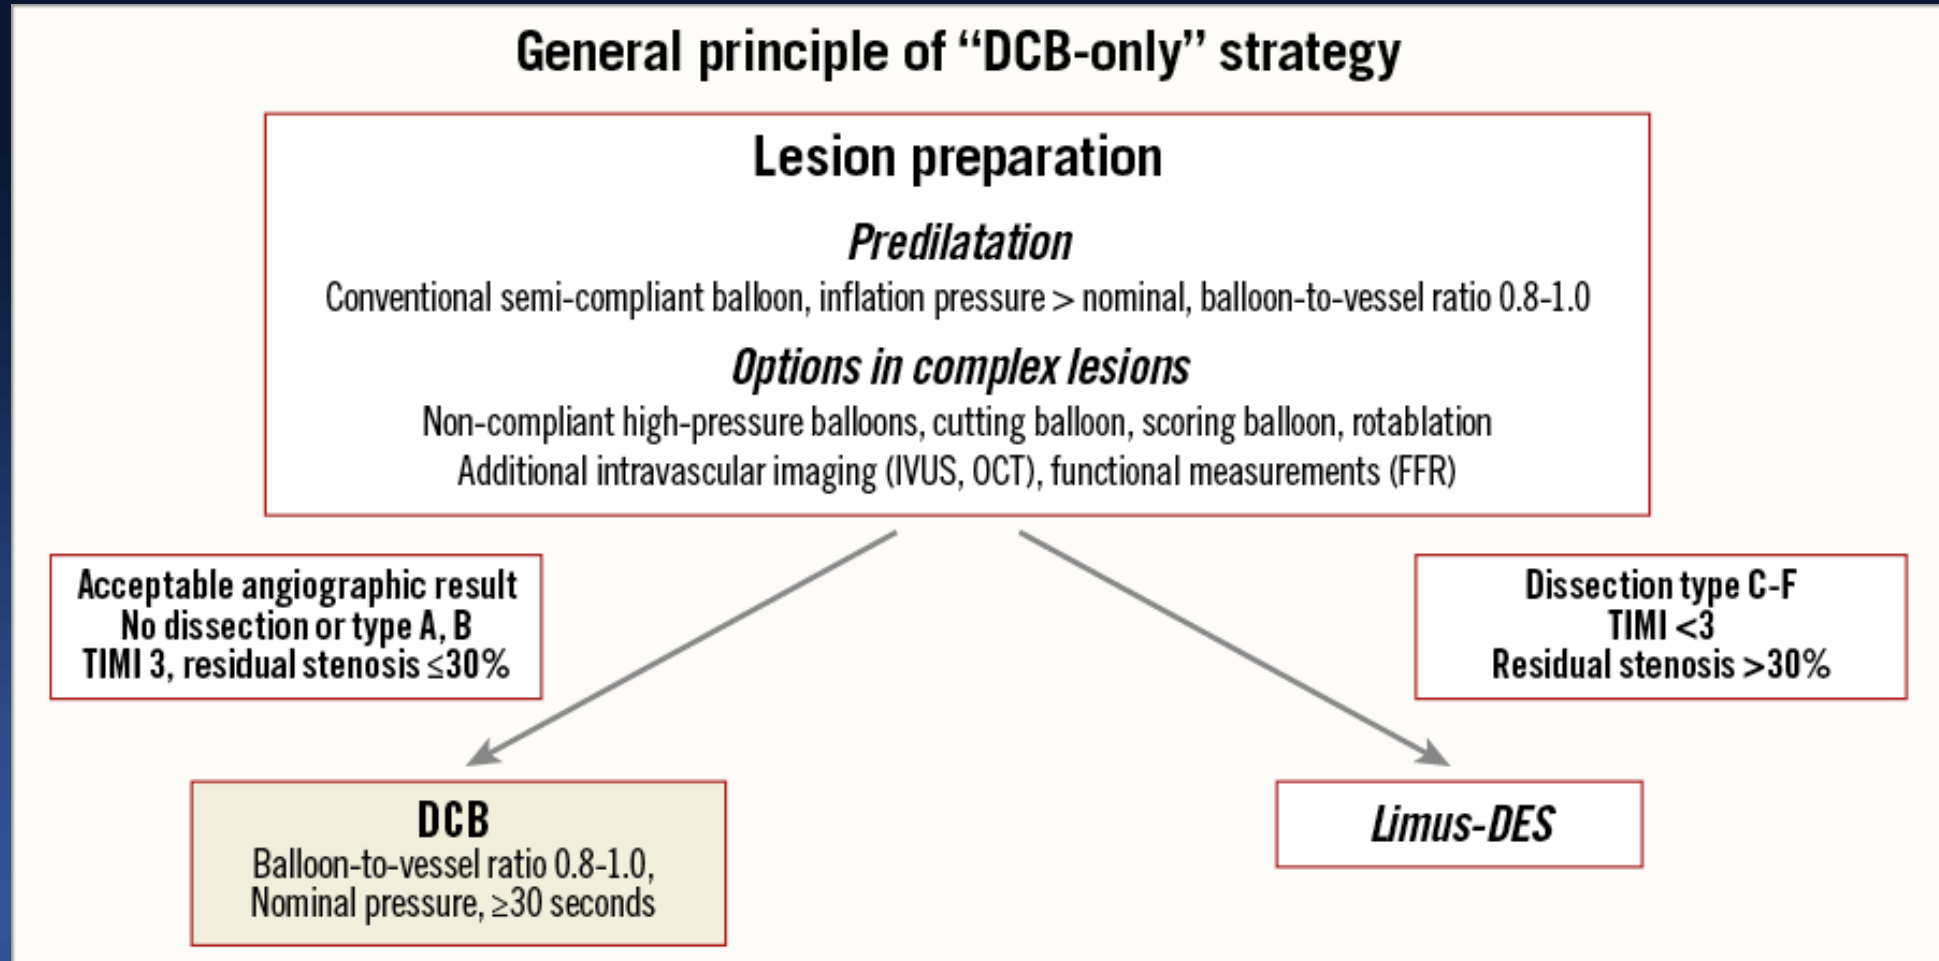 General principle of “DCB-only” strategy
Lesion preparation
Predilatation
Conventional semi-compliant balloon, inflation pressure > nominal, balloon-to-vessel ratio 0.8-1.0
Options in complex lesions
Non-compliant high-pressure balloons, cutting balloon, scoring balloon, rotablation
Additional intravascular imaging (IVUS, OCT), functional measurements (FFR)
Acceptable angiographic result
No dissection or type A, B
TIMI 3, residual stenosis ≤30%
Dissection type C-F
TIMI <3
Residual stenosis >30%
DCB
Balloon-to-vessel ratio 0.8-1.0,
Nominal pressure, ≥30 seconds
Limus-DES